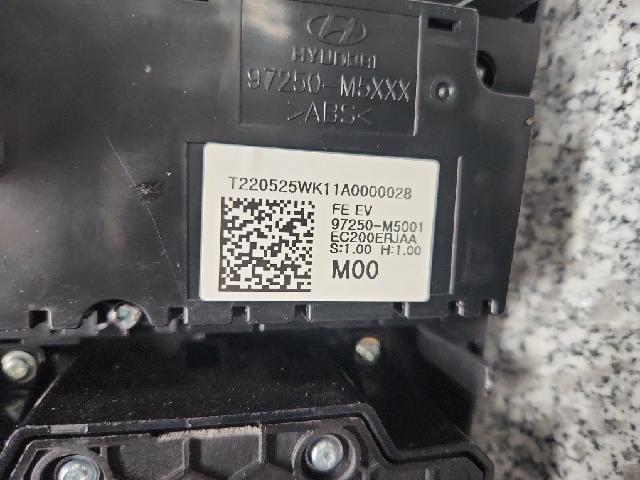 HYUNDAI
97250-M5XXX
>ABS<
T220525WK11A0000028
FE EV
97250-M5001
EC200ERJAA
S:1.00 H:1.00
M00